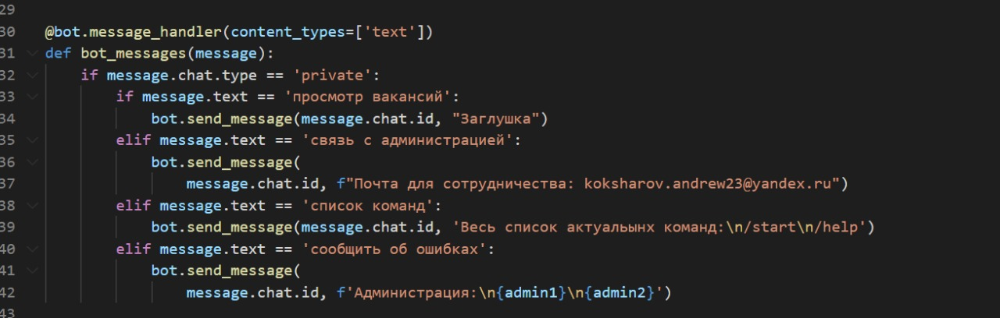 29
30 @bot.message_handler(content_types=['text'])
31 def bot_messages(message):
32 if message.chat.type == 'private':
33 if message.text == 'просмотр вакансий':
34 bot.send_message(message.chat.id, "Заглушка")
35 elif message.text == 'связь с администрацией':
36 bot.send_message(
37 message.chat.id, f"Почта для сотрудничества: koksharov.andrew23@yandex.ru")
38 elif message.text == 'список команд':
39 bot.send_message(message.chat.id, 'Весь список актуальынх команд:\n/start\n/help')
40 elif message.text == 'сообщить об ошибках':
41 bot.send_message(
42 message.chat.id, f'Администрация:\n{admin1}\n{admin2}')
43